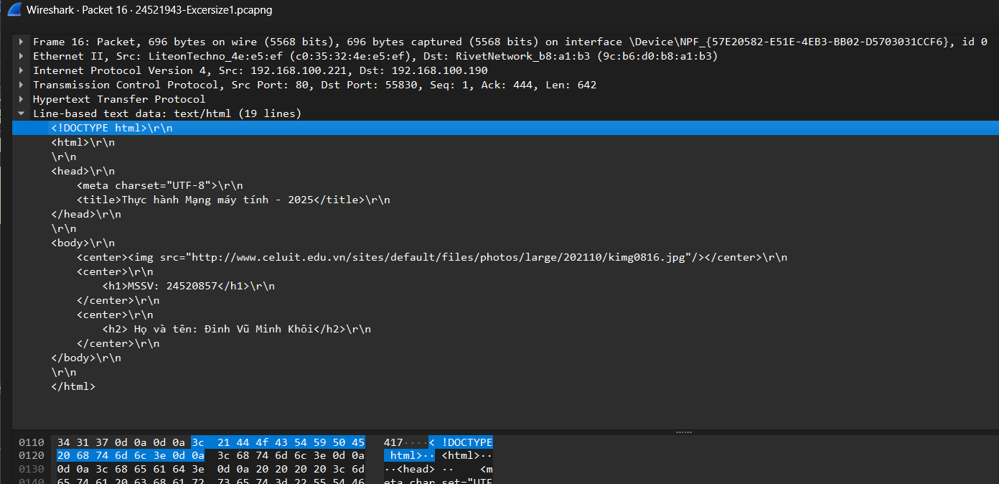 Wireshark · Packet 16 · 24521943-Excersize1.pcapng
Frame 16: Packet, 696 bytes on wire (5568 bits), 696 bytes captured (5568 bits) on interface \Device\NPF_{57E20582-E51E-4EB3-BB02-D5703031CCF6}, id 0
Ethernet II, Src: LiteonTechno_4e:e5:ef (c0:35:32:4e:e5:ef), Dst: RivetNetwork_b8:a1:b3 (9c:b6:d0:b8:a1:b3)
Internet Protocol Version 4, Src: 192.168.100.221, Dst: 192.168.100.190
Transmission Control Protocol, Src Port: 80, Dst Port: 55830, Seq: 1, Ack: 444, Len: 642
Hypertext Transfer Protocol
Line-based text data: text/html (19 lines)
<!DOCTYPE html>\r\n
<html>\r\n
\r\n
<head>\r\n
<meta charset="UTF-8">\r\n
<title>Thực hành Mạng máy tính - 2025</title>\r\n
</head>\r\n
\r\n
<body>\r\n
<center><img src="http://www.celuit.edu.vn/sites/default/files/photos/large/202110/kimg0816.jpg"/></center>\r\n
<center>\r\n
<h1>MSSV: 24520857</h1>\r\n
</center>\r\n
<center>\r\n
<h2> Họ và tên: Đinh Vũ Minh Khôi</h2>\r\n
</center>\r\n
</body>\r\n
\r\n
</html>
0110 34 31 37 0d 0a 0d 0a 3c 21 44 4f 43 54 59 50 45 417····< !DOCTYPE
0120 20 68 74 6d 6c 3e 0d 0a 3c 68 74 6d 6c 3e 0d 0a html>·· <html>··
0130 0d 0a 3c 68 65 61 64 3e 0d 0a 20 20 20 20 3c 6d ··<head> ·· <m
0140 65 74 61 20 63 68 61 72 73 65 74 3d 22 55 54 46 eta char set="UTF